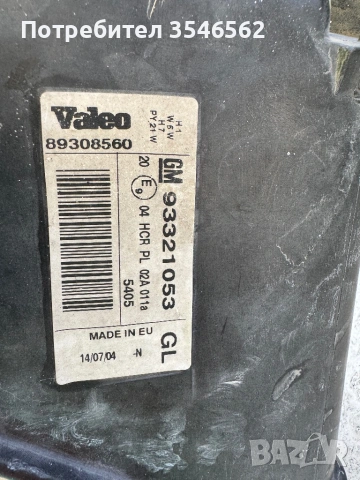 Потребител 3546562
Valeo
89308560
H1
W5W
H7
PY21W
GM 93321053 GL
20 E9 04 HCR PL 02A 011a
5405
MADE IN EU
14/07/04 -N
BAZAR